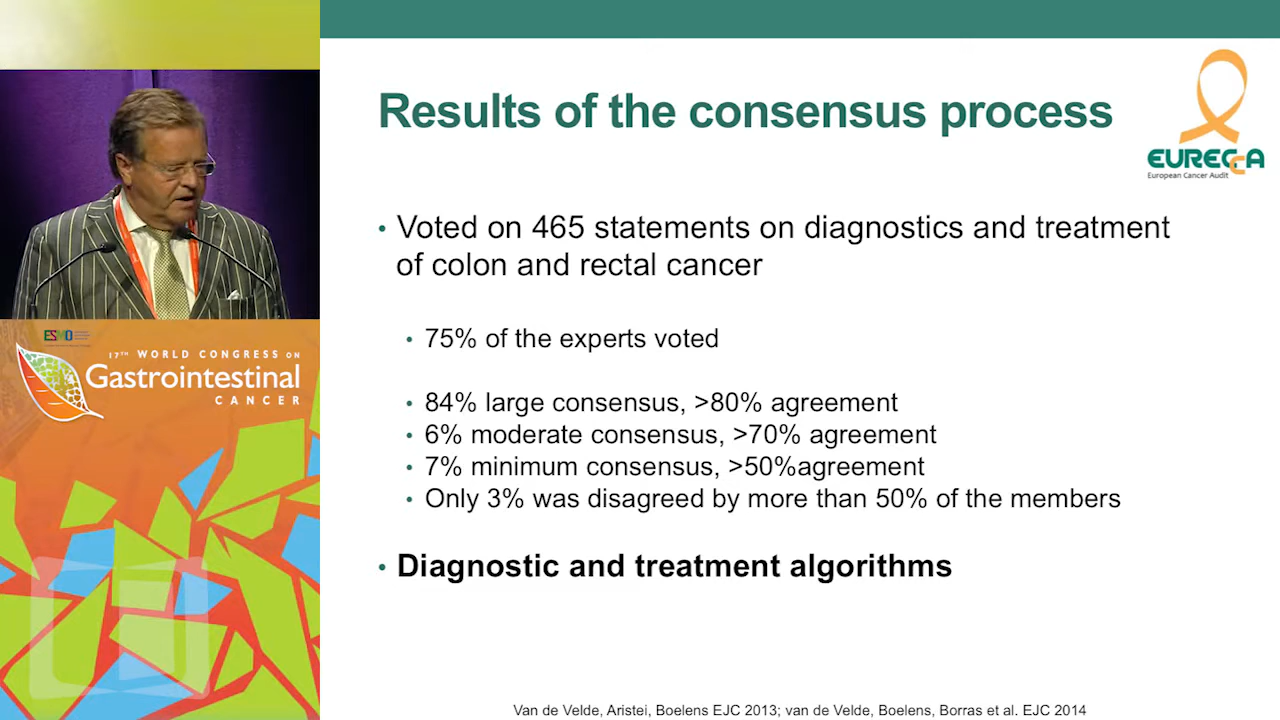 Results of the consensus process
EURECCA
European Cancer Audit
• Voted on 465 statements on diagnostics and treatment
of colon and rectal cancer
• 75% of the experts voted
• 84% large consensus, >80% agreement
• 6% moderate consensus, >70% agreement
• 7% minimum consensus, >50%agreement
• Only 3% was disagreed by more than 50% of the members
• Diagnostic and treatment algorithms
Van de Velde, Aristei, Boelens EJC 2013; van de Velde, Boelens, Borras et al. EJC 2014
ESMO
17TH WORLD CONGRESS ON
Gastrointestinal
CANCER